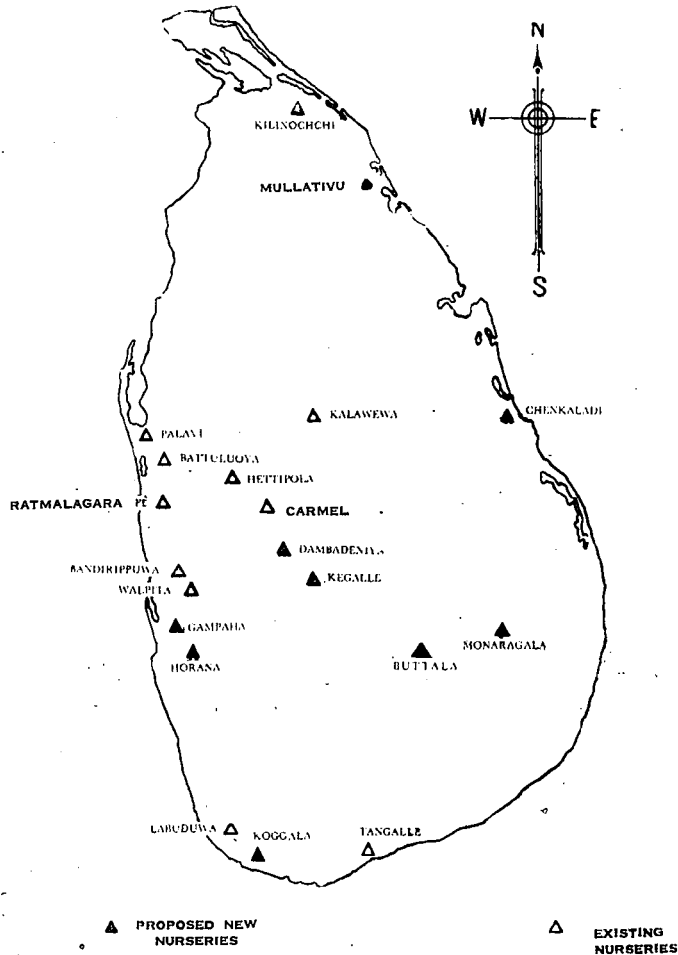 N
W E
S
KILINOCHCHI
MULLATIVU
KALAWEWA
CHENKALADI
PALAVI
BATTULUOYA
HETTIPOLA
RATMALAGARA PE
CARMEL
DAMBADENIYA
BANDIRIPPUWA
KEGALLE
WALPITA
GAMPAHA
HORANA
BUTTALA
MONARAGALA
LABUDUWA
KOGGALA
TANGALLE
PROPOSED NEW
NURSERIES
EXISTING
NURSERIES